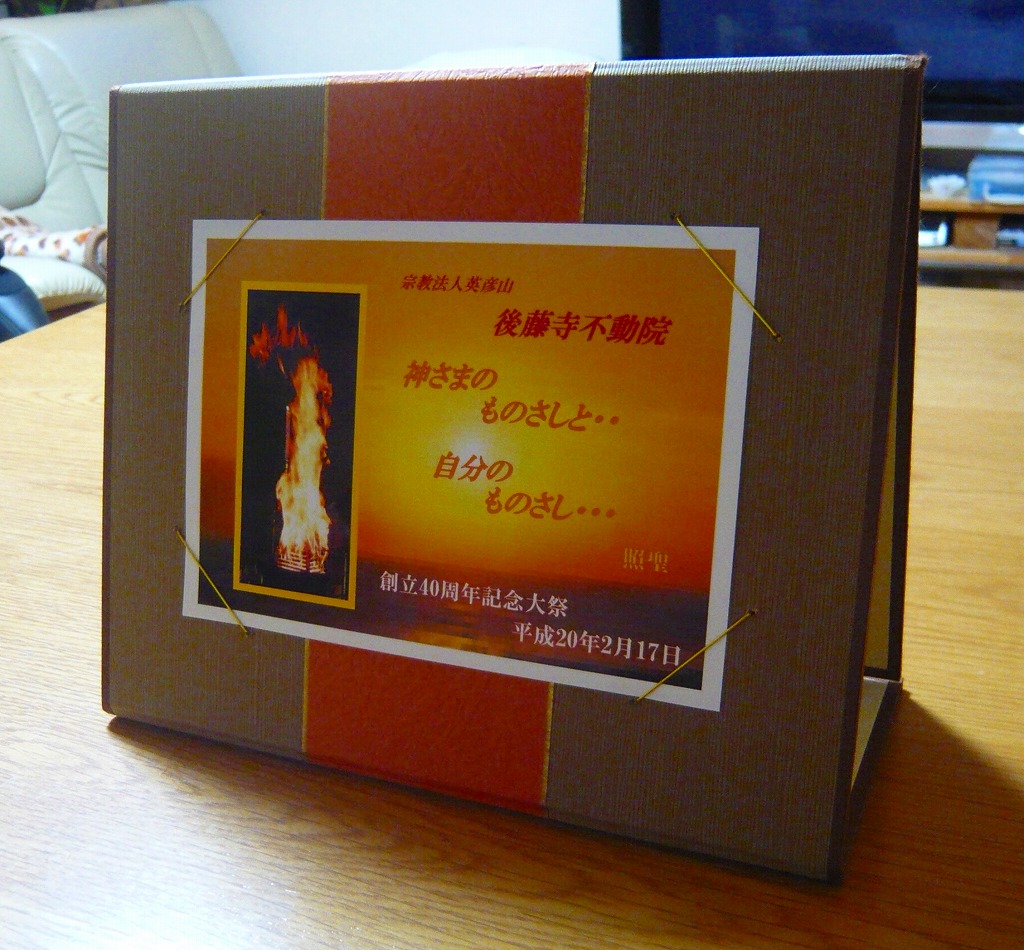 宗教法人英彦山
後藤寺不動院
神さまの
ものさしと・・
自分の
ものさし・・・
照聖
創立40周年記念大祭
平成20年2月17日